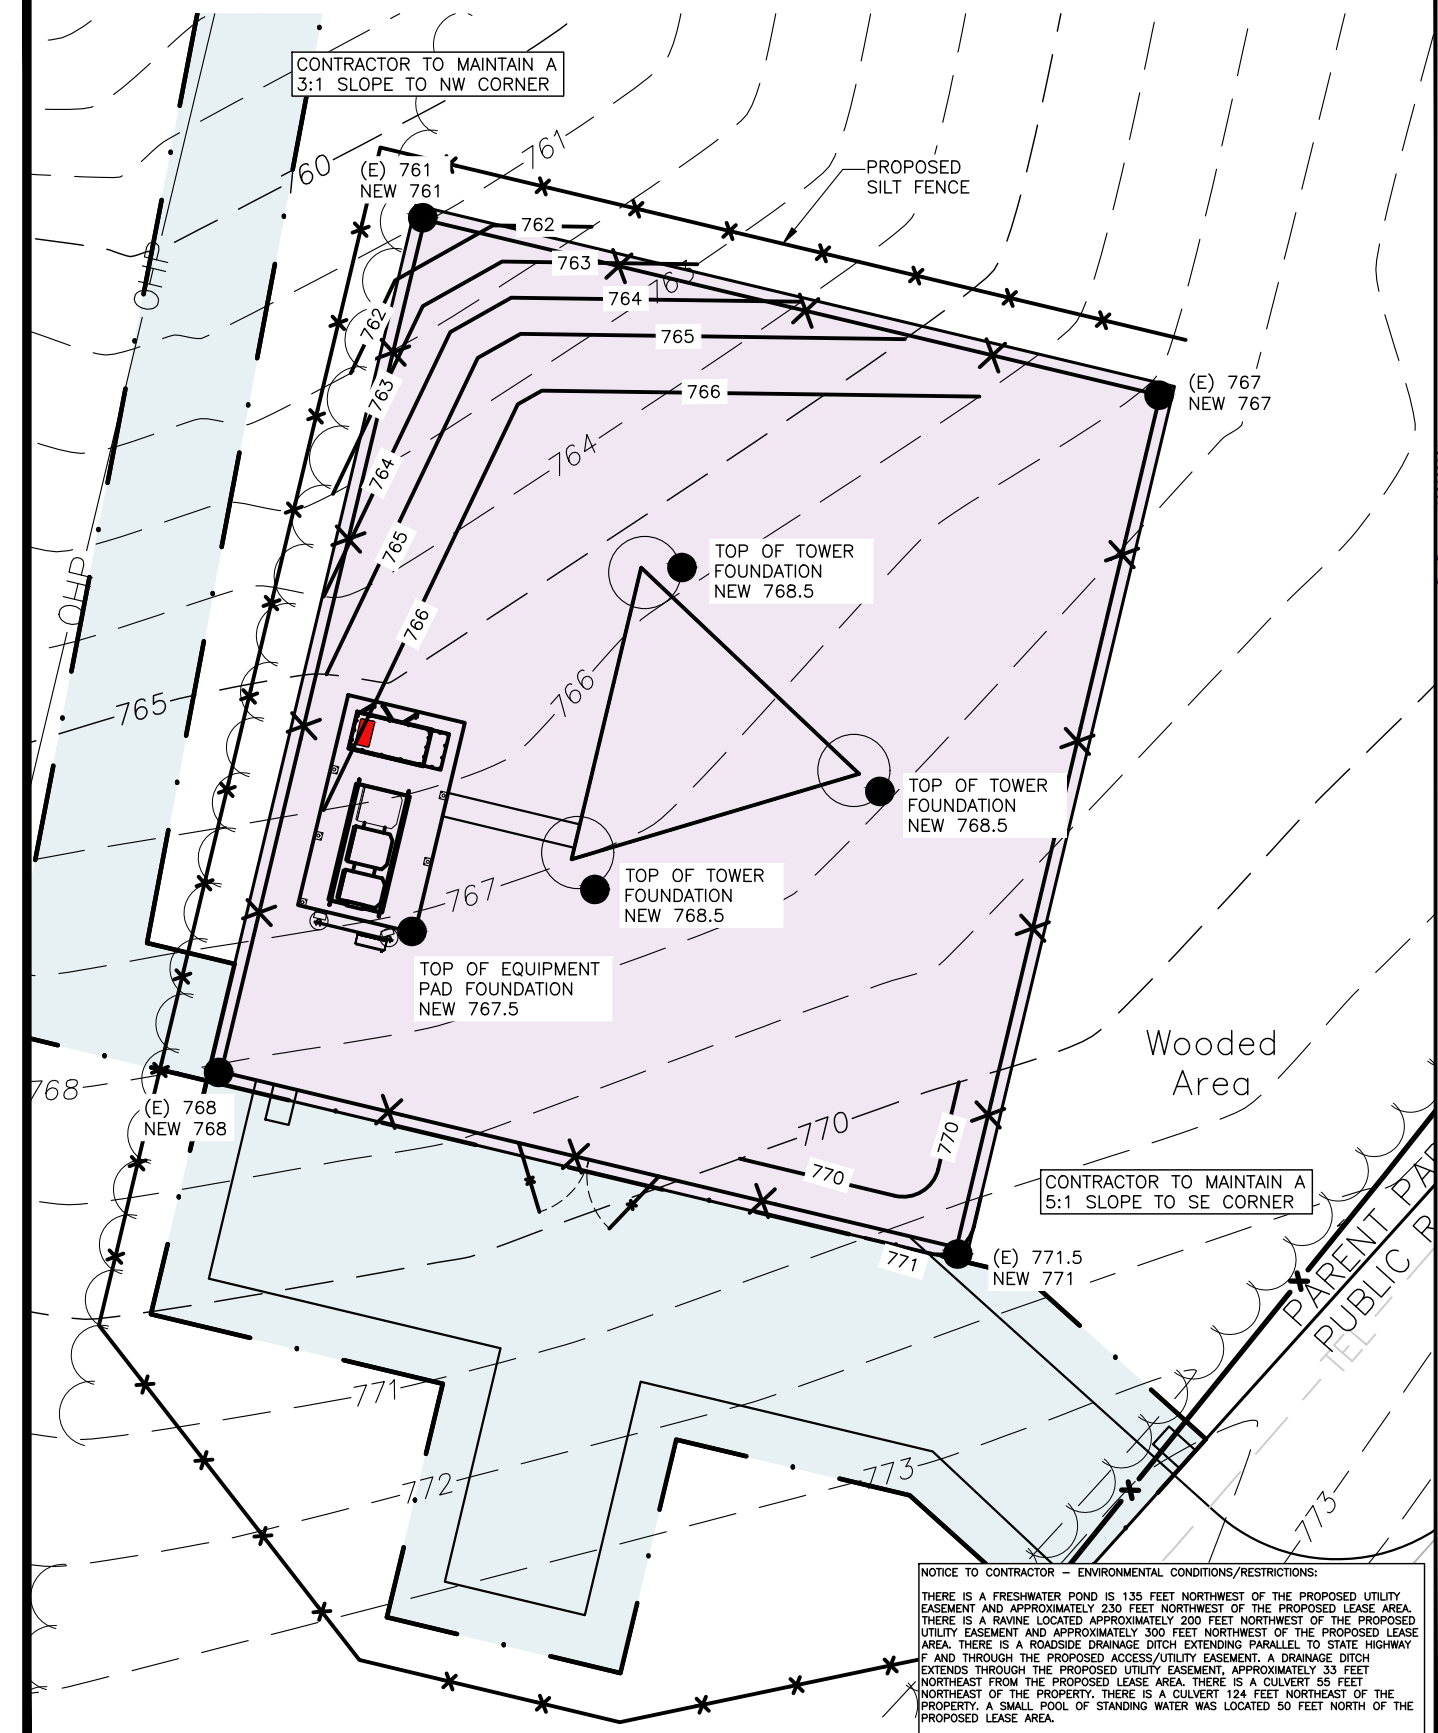 CONTRACTOR TO MAINTAIN A
3:1 SLOPE TO NW CORNER
60
761
(E) 761
NEW 761
PROPOSED
SILT FENCE
762
763
764
765
766
OHP
762
763
764
765
766
(E) 767
NEW 767
764
OHP
TOP OF TOWER
FOUNDATION
NEW 768.5
765
766
TOP OF TOWER
FOUNDATION
NEW 768.5
767
TOP OF TOWER
FOUNDATION
NEW 768.5
TOP OF EQUIPMENT
PAD FOUNDATION
NEW 767.5
Wooded
Area
768
(E) 768
NEW 768
770
770
770
CONTRACTOR TO MAINTAIN A
5:1 SLOPE TO SE CORNER
771
(E) 771.5
NEW 771
PARENT PA
PUBLIC R
TEL
771
772
773
773
NOTICE TO CONTRACTOR – ENVIRONMENTAL CONDITIONS/RESTRICTIONS:
THERE IS A FRESHWATER POND IS 135 FEET NORTHWEST OF THE PROPOSED UTILITY
EASEMENT AND APPROXIMATELY 230 FEET NORTHWEST OF THE PROPOSED LEASE AREA.
THERE IS A RAVINE LOCATED APPROXIMATELY 200 FEET NORTHWEST OF THE PROPOSED
UTILITY EASEMENT AND APPROXIMATELY 300 FEET NORTHWEST OF THE PROPOSED LEASE
AREA. THERE IS A ROADSIDE DRAINAGE DITCH EXTENDING PARALLEL TO STATE HIGHWAY
F AND THROUGH THE PROPOSED ACCESS/UTILITY EASEMENT. A DRAINAGE DITCH
EXTENDS THROUGH THE PROPOSED UTILITY EASEMENT, APPROXIMATELY 33 FEET
NORTHEAST FROM THE PROPOSED LEASE AREA. THERE IS A CULVERT 55 FEET
NORTHEAST OF THE PROPERTY. THERE IS A CULVERT 124 FEET NORTHEAST OF THE
PROPERTY. A SMALL POOL OF STANDING WATER WAS LOCATED 50 FEET NORTH OF THE
PROPOSED LEASE AREA.